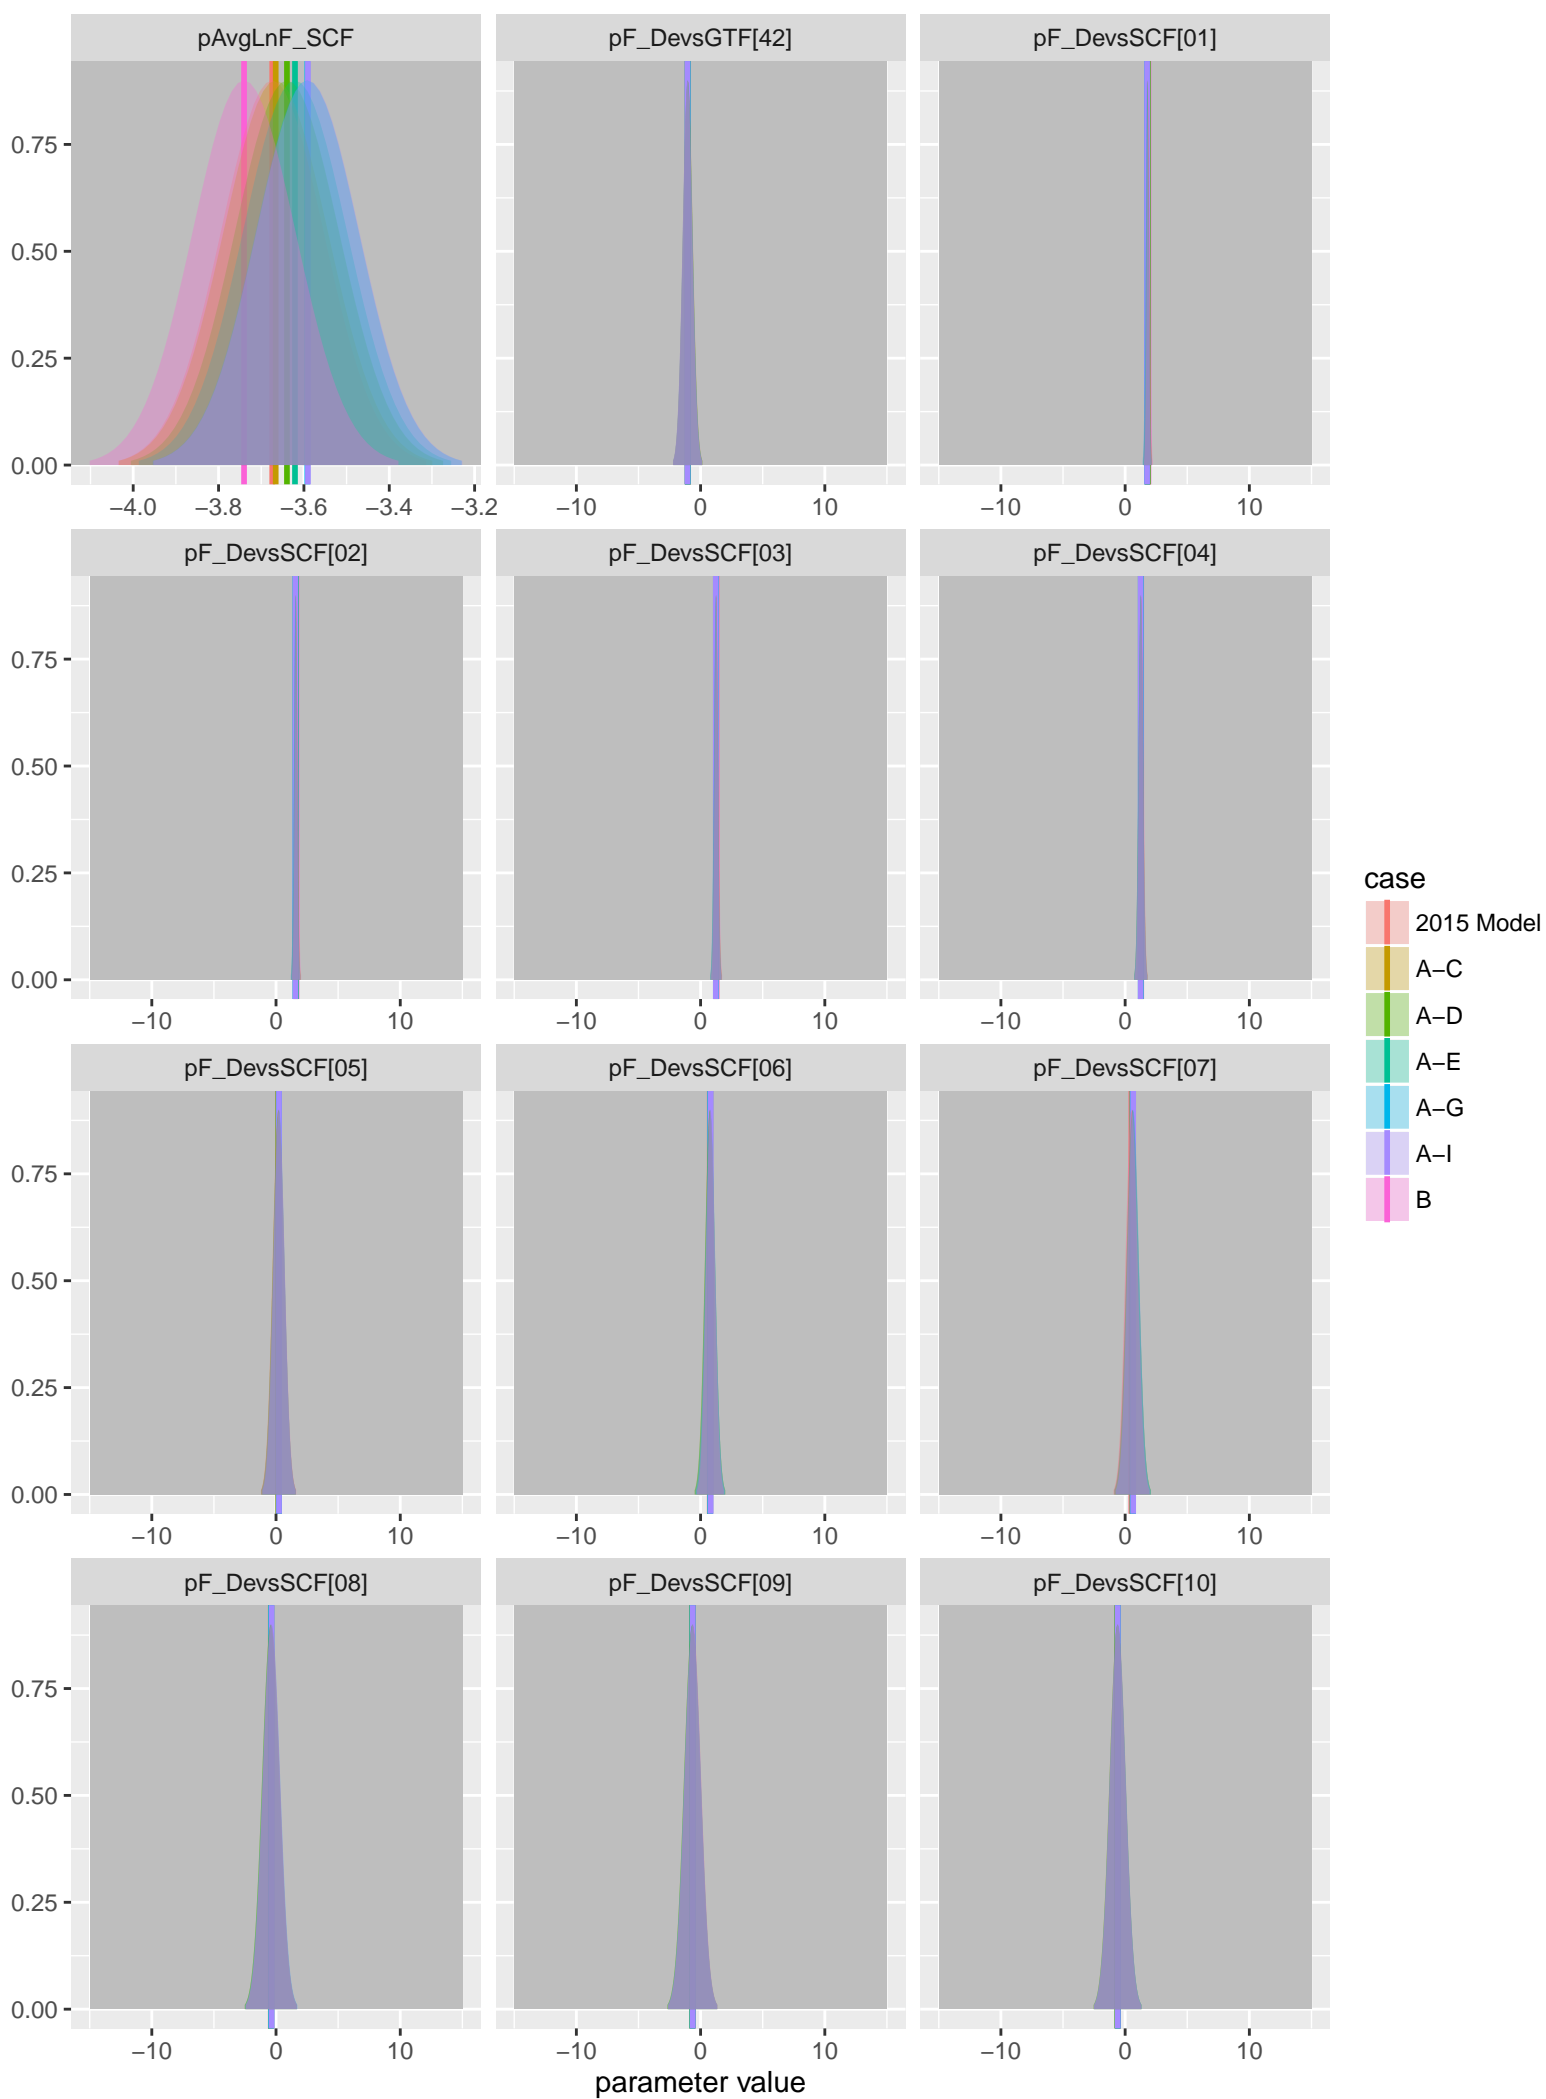 pAvgLnF_SCF pF_DevsGTF[42] pF_DevsSCF[01]
0.75
0.50
0.25
0.00
−4.0 −3.8 −3.6 −3.4 −3.2 −10 0 10 −10 0 10
pF_DevsSCF[02] pF_DevsSCF[03] pF_DevsSCF[04]
0.75
0.50
0.25
0.00
−10 0 10 −10 0 10 −10 0 10
pF_DevsSCF[05] pF_DevsSCF[06] pF_DevsSCF[07]
0.75
0.50
0.25
0.00
−10 0 10 −10 0 10 −10 0 10
pF_DevsSCF[08] pF_DevsSCF[09] pF_DevsSCF[10]
0.75
0.50
0.25
0.00
−10 0 10 −10 0 10 −10 0 10
parameter value
case
2015 Model
A−C
A−D
A−E
A−G
A−I
B